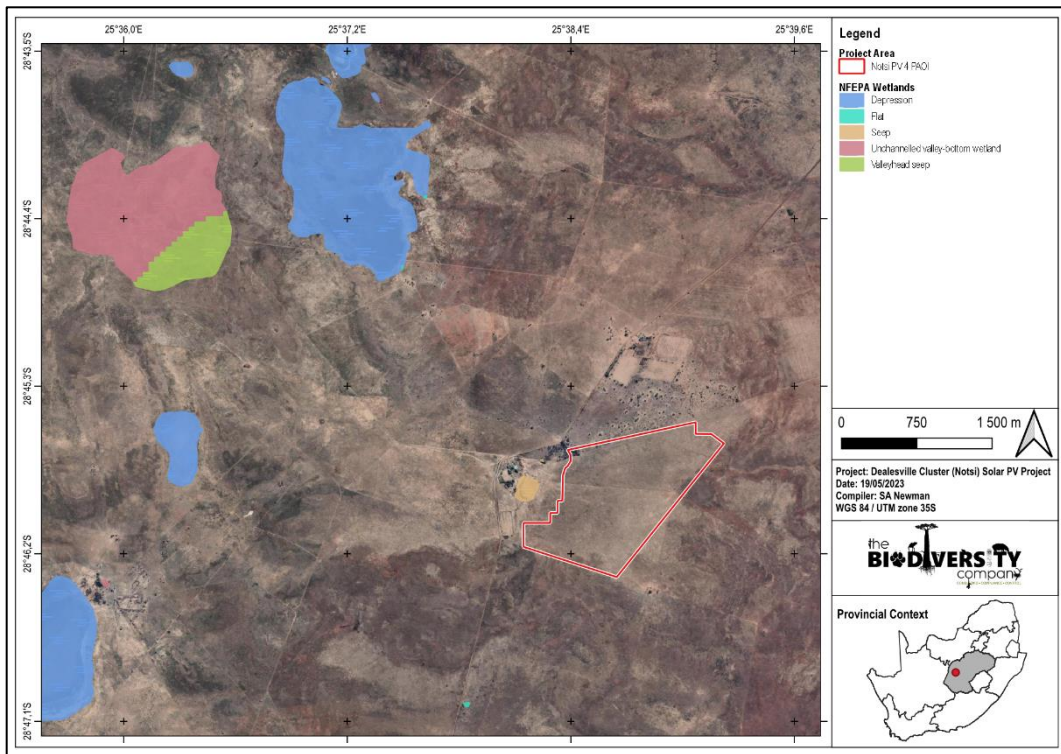 25°36,0'E 25°37,2'E 25°38,4'E 25°39,6'E
28°43,5'S
28°44,4'S
28°45,3'S
28°46,2'S
28°47,1'S
Legend
Project Area
Notsi PV 4 PAOI
NFEPA Wetlands
Depresson
Flat
Seep
Unchannelled valley-bottom wetland
Valleyhead seep
0 750 1 500 m
Project: Dealesville Cluster (Notsi) Solar PV Project
Date: 19/05/2023
Compiler: SA Newman
WGS 84 / UTM zone 35S
the
BIODIVERSITY
company
Provincial Context